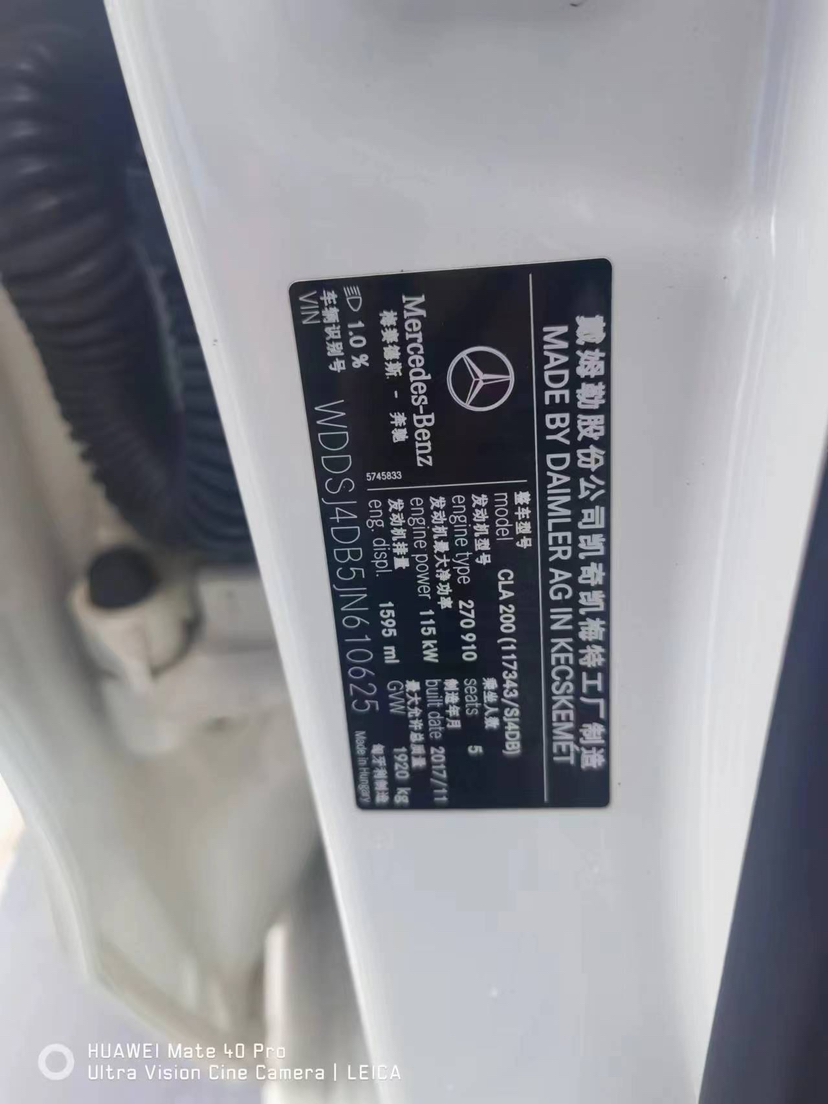 戴姆勒股份公司凯奇凯梅特工厂制造
MADE BY DAIMLER AG IN KECSKEMÉT
Mercedes-Benz
梅赛德斯 - 奔驰
1.0 %
5745833
整车型号
model CLA 200 (117343/SJ4DB)
发动机型号 乘坐人数
engine type 270 910 seats 5
发动机最大净功率 制造年月
engine power 115 kW built date: 2017/11
发动机排量 最大允许总质量
eng. displ. 1595 ml GVW 1920 kg
车辆识别号 匈牙利制造
VIN WDDSJ4DB5JN610625 Made in Hungary
HUAWEI Mate 40 Pro
Ultra Vision Cine Camera | LEICA